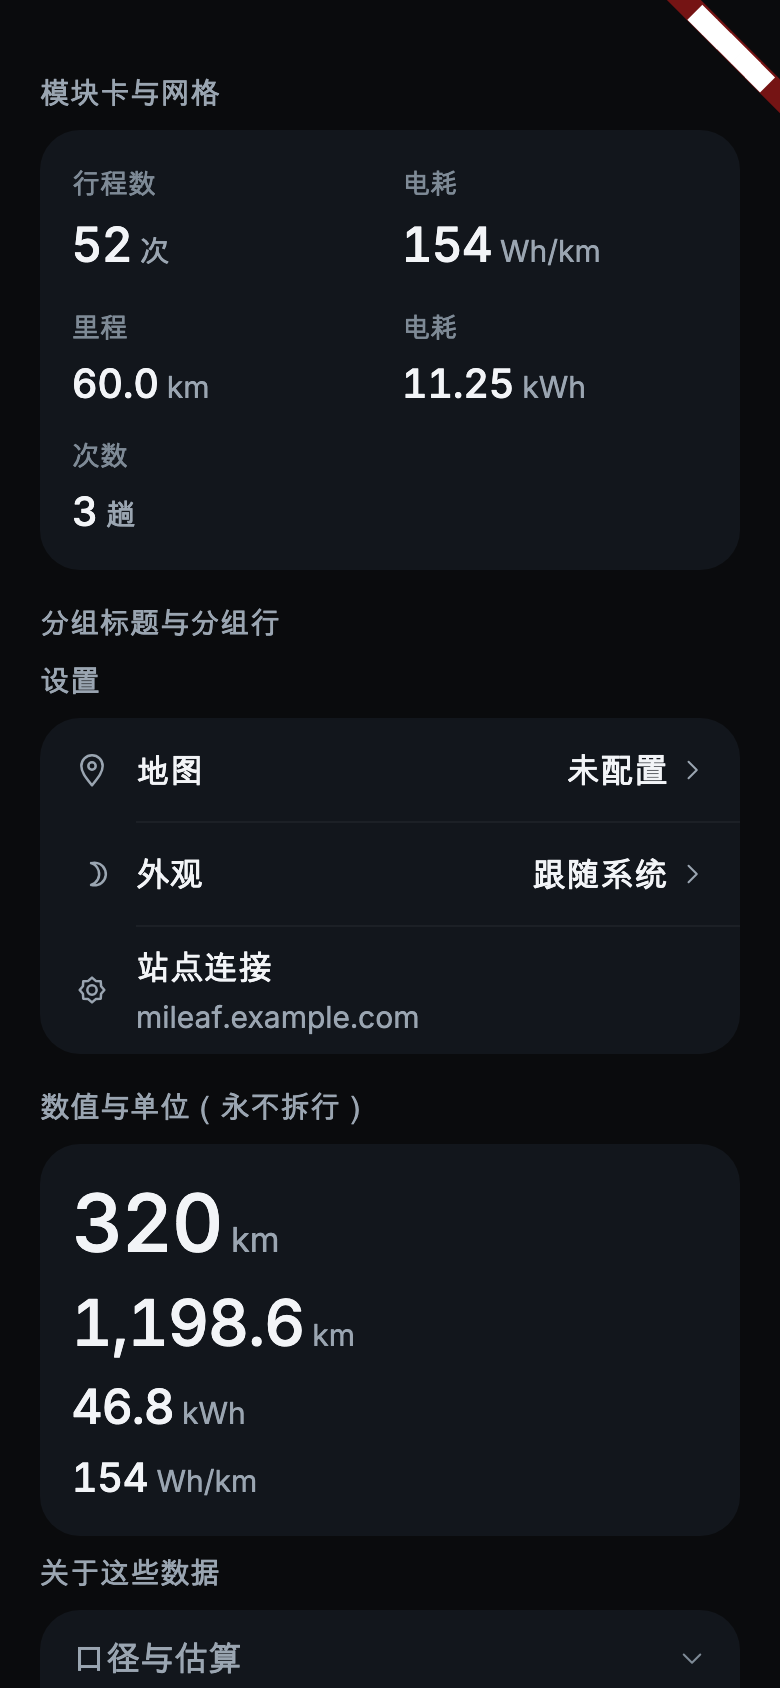 模块卡与网格
行程数 电耗
52 次 154 Wh/km
里程 电耗
60.0 km 11.25 kWh
次数
3 趟
分组标题与分组行
设置
地图 未配置
外观 跟随系统
站点连接
mileaf.example.com
数值与单位（永不拆行）
320 km
1,198.6 km
46.8 kWh
154 Wh/km
关于这些数据
口径与估算